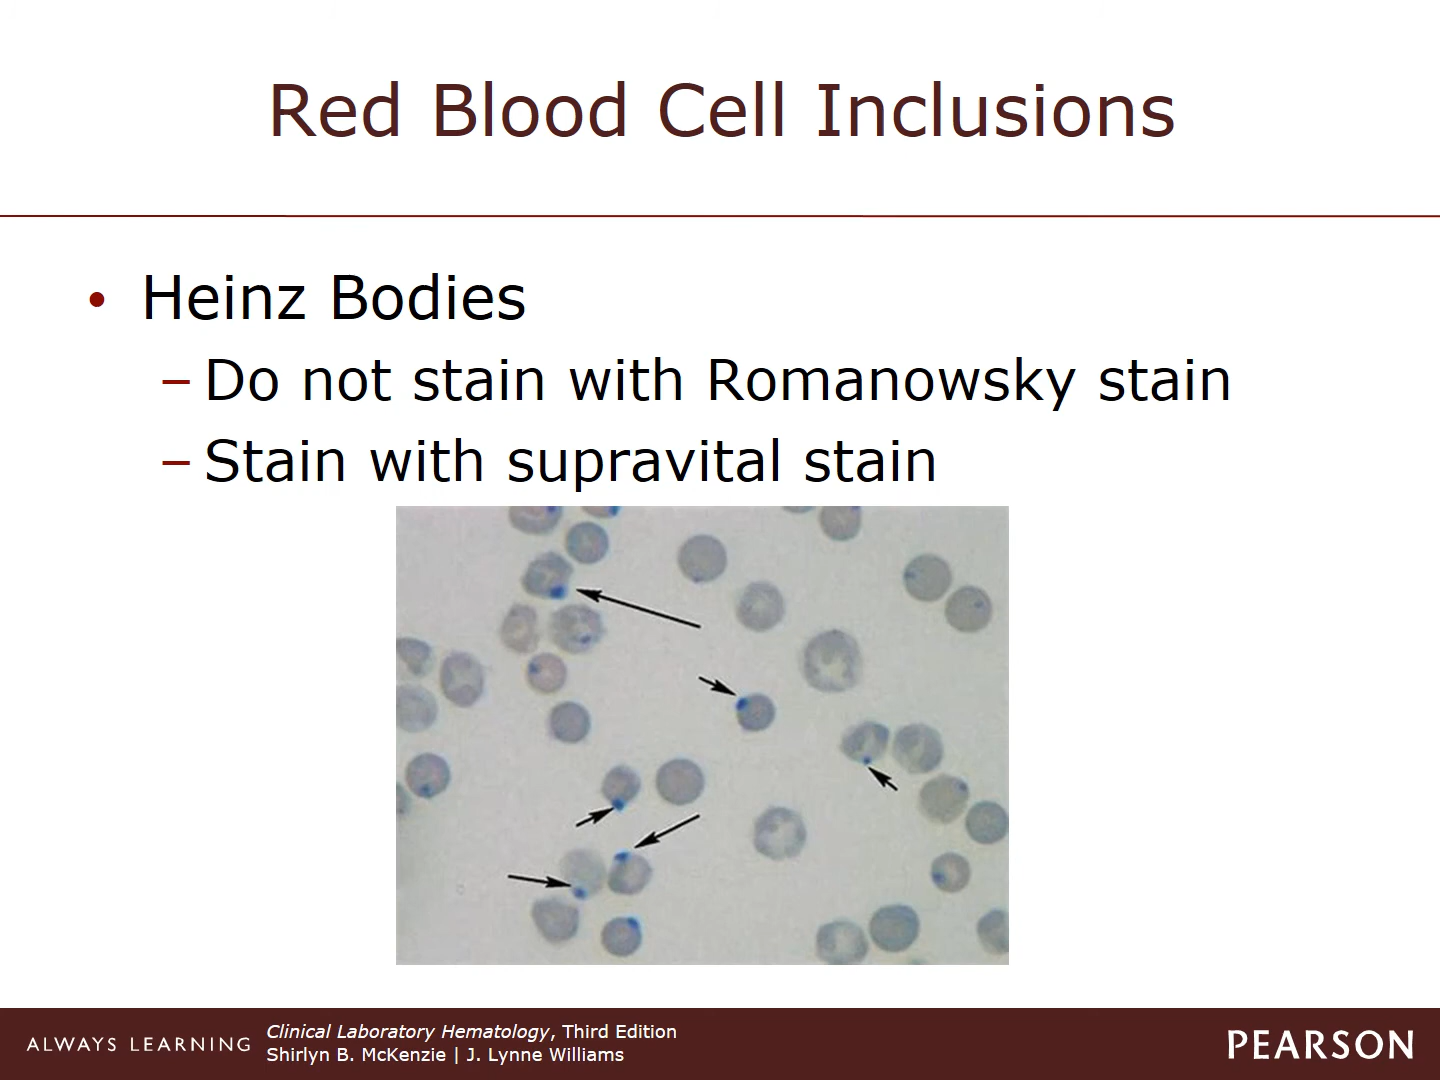 Red Blood Cell Inclusions
• Heinz Bodies
– Do not stain with Romanowsky stain
– Stain with supravital stain
ALWAYS LEARNING
Clinical Laboratory Hematology, Third Edition
Shirlyn B. McKenzie | J. Lynne Williams
PEARSON